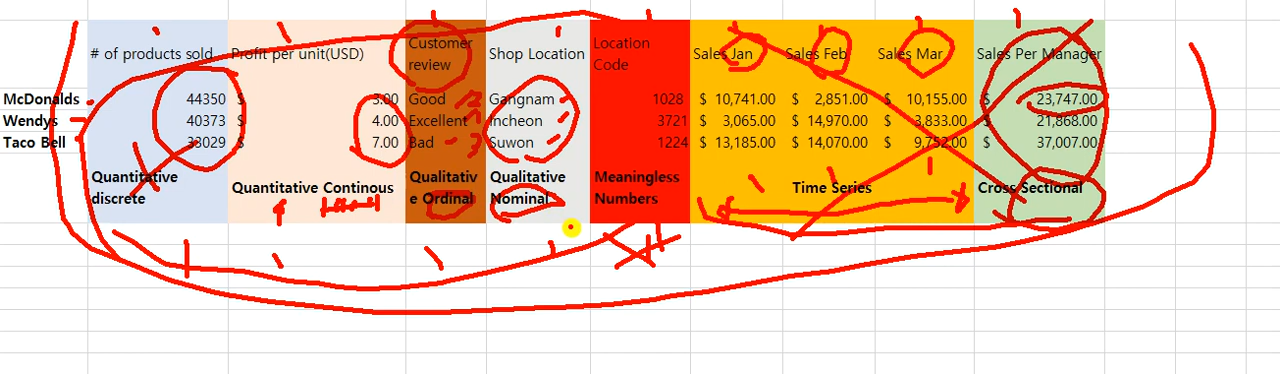 # of products sold Profit per unit(USD) Customer review Shop Location Location Code Sales Jan Sales Feb Sales Mar Sales Per Manager
McDonalds 44350 $ 3.00 Good Gangnam 1028 $ 10,741.00 $ 2,851.00 $ 10,155.00 $ 23,747.00
Wendys 40373 $ 4.00 Excellent Incheon 3721 $ 3,065.00 $ 14,970.00 $ 3,833.00 $ 21,868.00
Taco Bell 33029 $ 7.00 Bad Suwon 1224 $ 13,185.00 $ 14,070.00 $ 9,752.00 $ 37,007.00
Quantitative discrete Quantitative Continous Qualitative Ordinal Qualitative Nominal Meaningless Numbers Time Series Cross Sectional